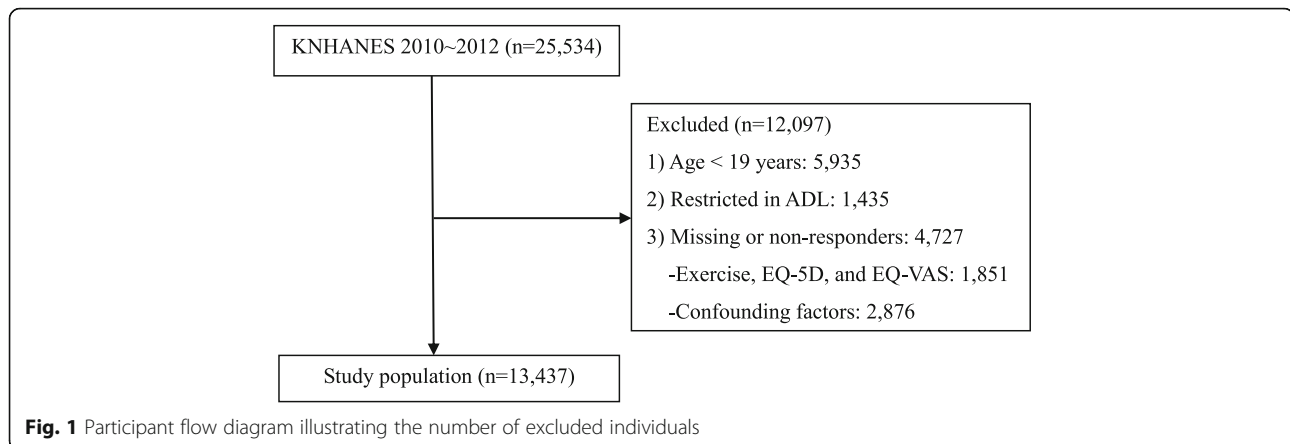 KNHANES 2010~2012 (n=25,534)
Excluded (n=12,097)
1) Age < 19 years: 5,935
2) Restricted in ADL: 1,435
3) Missing or non-responders: 4,727
-Exercise, EQ-5D, and EQ-VAS: 1,851
-Confounding factors: 2,876
Study population (n=13,437)
Fig. 1 Participant flow diagram illustrating the number of excluded individuals